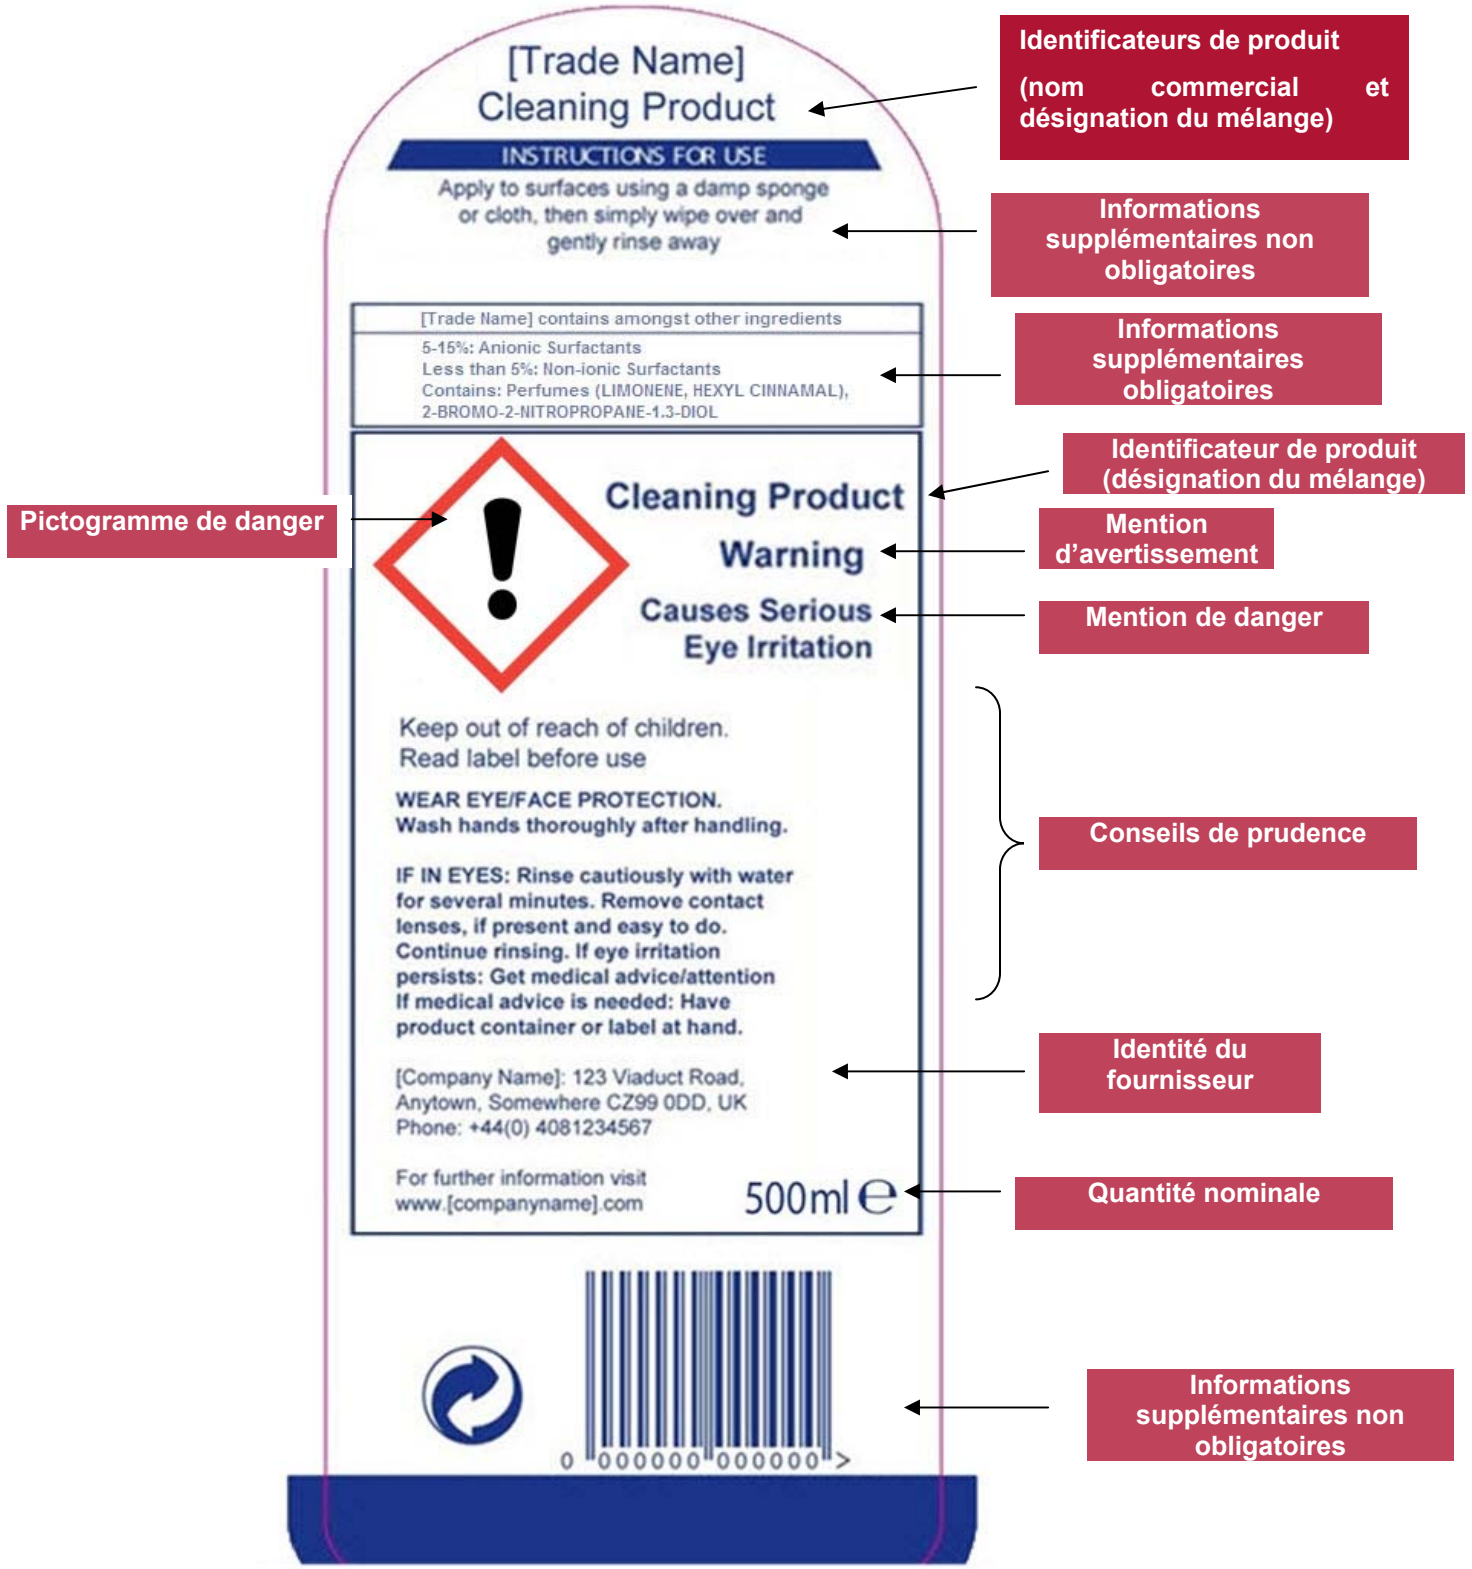 [Trade Name]
Cleaning Product
INSTRUCTIONS FOR USE
Apply to surfaces using a damp sponge
or cloth, then simply wipe over and
gently rinse away
[Trade Name] contains amongst other ingredients
5-15%: Anionic Surfactants
Less than 5%: Non-ionic Surfactants
Contains: Perfumes (LIMONENE, HEXYL CINNAMAL),
2-BROMO-2-NITROPROPANE-1.3-DIOL
Cleaning Product
Warning
Causes Serious
Eye Irritation
Keep out of reach of children.
Read label before use
WEAR EYE/FACE PROTECTION.
Wash hands thoroughly after handling.
IF IN EYES: Rinse cautiously with water
for several minutes. Remove contact
lenses, if present and easy to do.
Continue rinsing. If eye irritation
persists: Get medical advice/attention
If medical advice is needed: Have
product container or label at hand.
[Company Name]: 123 Viaduct Road,
Anytown, Somewhere CZ99 0DD, UK
Phone: +44(0) 4081234567
For further information visit
www.[companyname].com
500ml ℮
0 000000 000000 >
Pictogramme de danger
Identificateurs de produit
(nom commercial et
désignation du mélange)
Informations
supplémentaires non
obligatoires
Informations
supplémentaires
obligatoires
Identificateur de produit
(désignation du mélange)
Mention
d’avertissement
Mention de danger
Conseils de prudence
Identité du
fournisseur
Quantité nominale
Informations
supplémentaires non
obligatoires